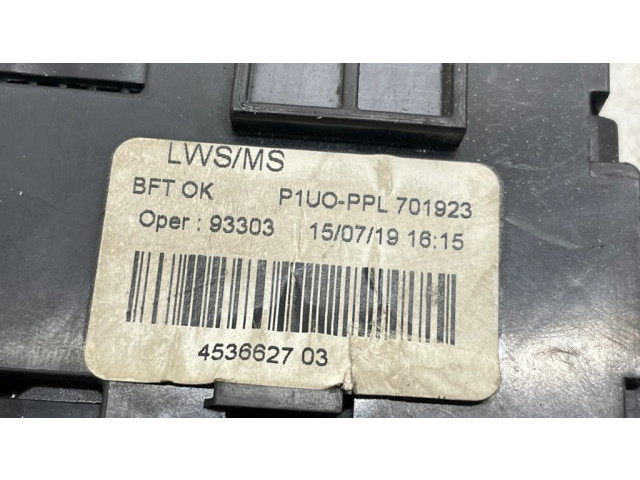 LWS/MS
BFT OK P1UO-PPL 701923
Oper : 93303 15/07/19 16:15
4536627 03